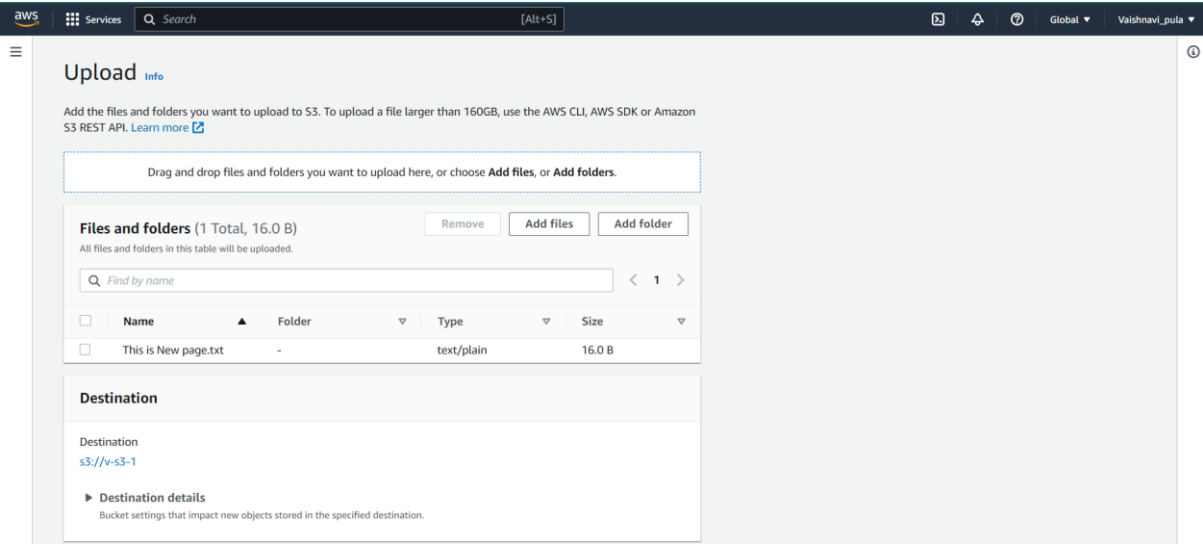 aws Services Search [Alt+S] Global Vaishnavi_pula
Upload Info
Add the files and folders you want to upload to S3. To upload a file larger than 160GB, use the AWS CLI, AWS SDK or Amazon
S3 REST API. Learn more
Drag and drop files and folders you want to upload here, or choose Add files, or Add folders.
Files and folders (1 Total, 16.0 B) Remove Add files Add folder
All files and folders in this table will be uploaded.
Find by name 1
Name Folder Type Size
This is New page.txt - text/plain 16.0 B
Destination
Destination
s3://v-s3-1
Destination details
Bucket settings that impact new objects stored in the specified destination.